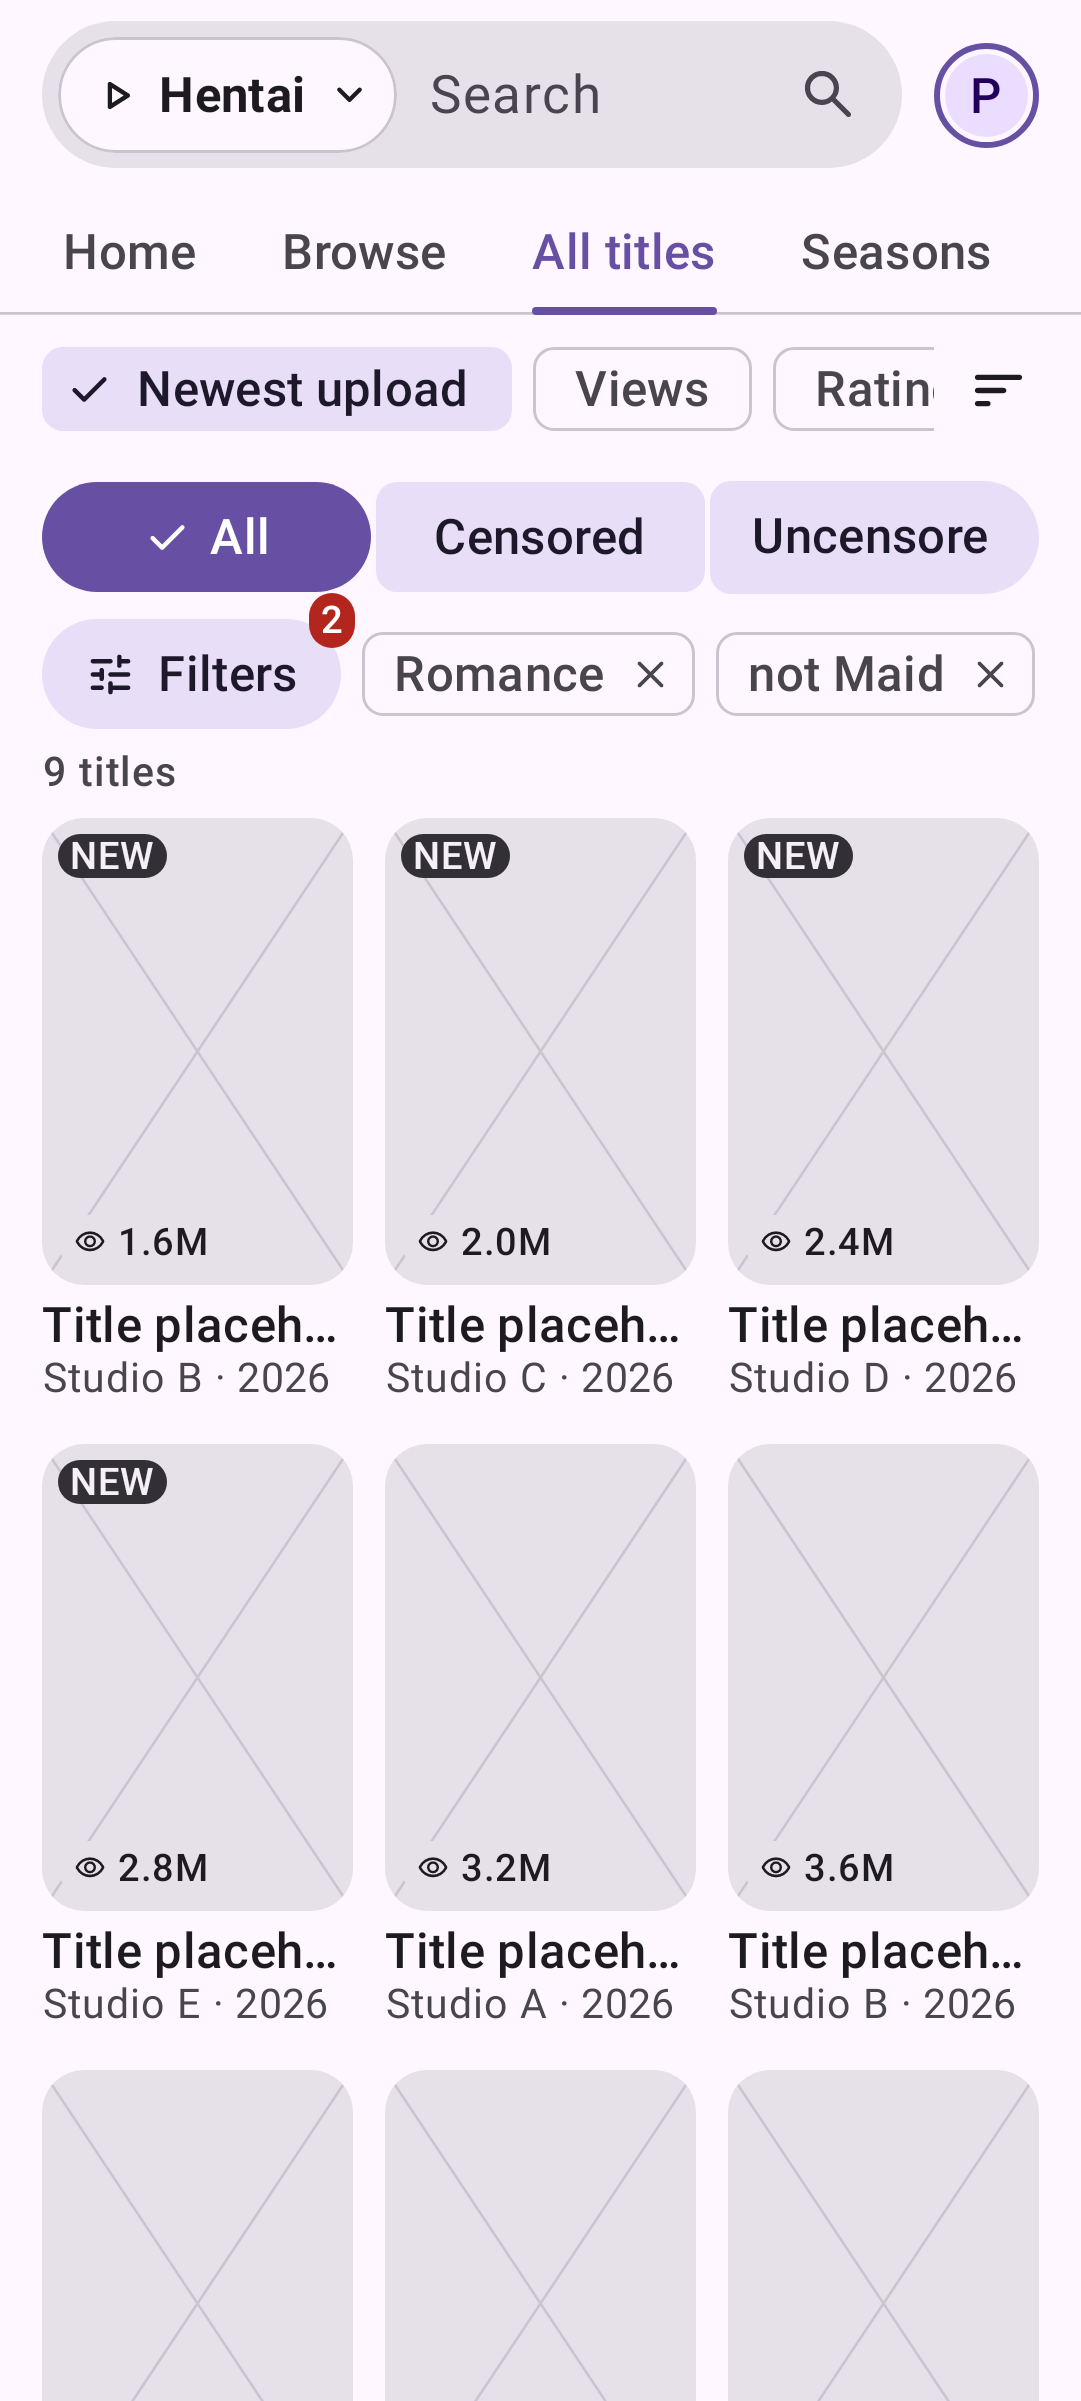 Hentai
Search
P
Home Browse All titles Seasons
Newest upload Views Ratin
All Censored Uncensore
Filters 2 Romance not Maid
9 titles
NEW NEW NEW
1.6M 2.0M 2.4M
Title placeh… Title placeh… Title placeh…
Studio B · 2026 Studio C · 2026 Studio D · 2026
NEW
2.8M 3.2M 3.6M
Title placeh… Title placeh… Title placeh…
Studio E · 2026 Studio A · 2026 Studio B · 2026